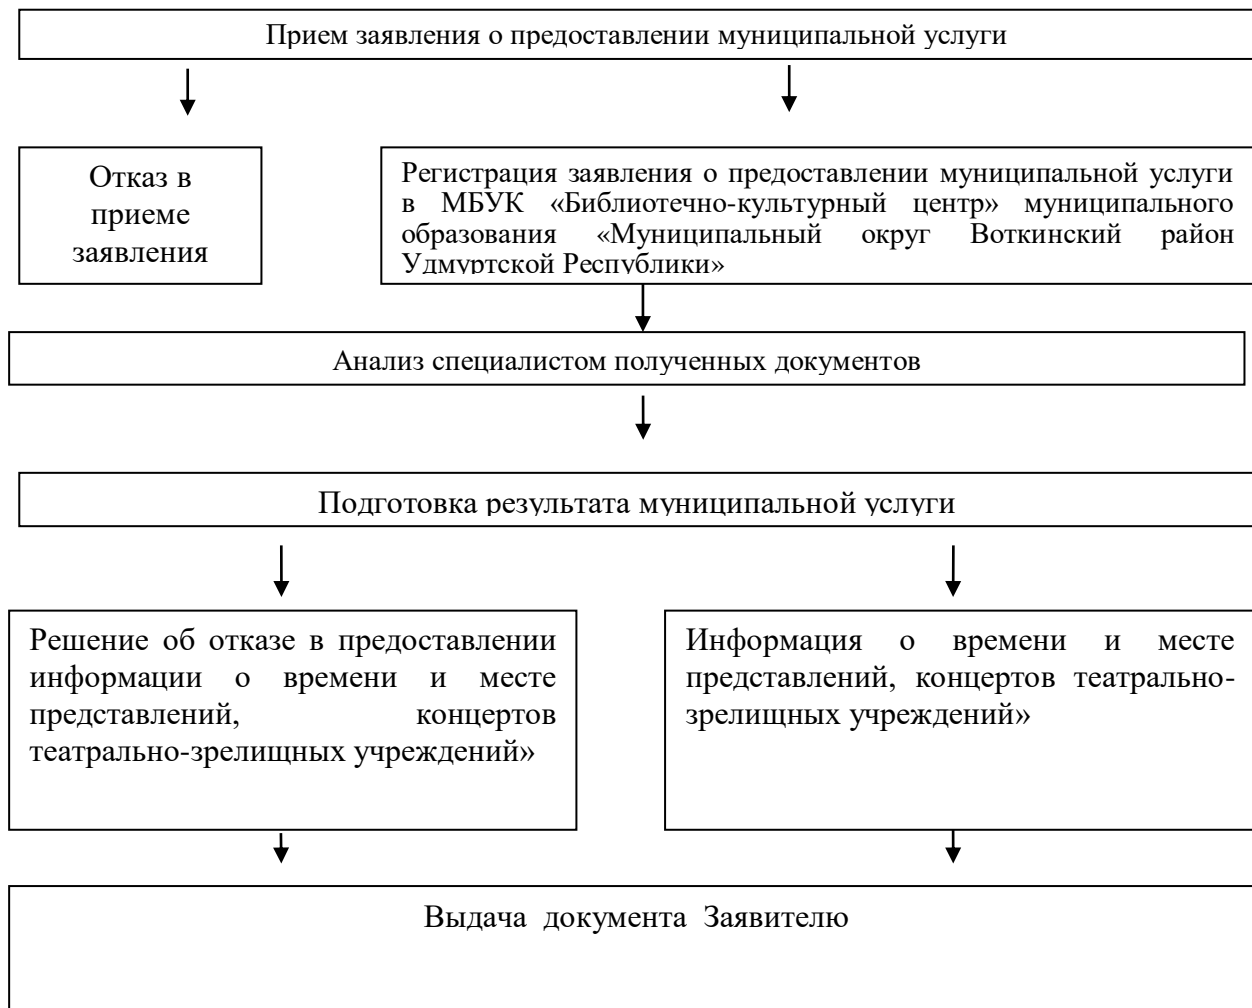 Прием заявления о предоставлении муниципальной услуги
Отказ в
приеме
заявления
Регистрация заявления о предоставлении муниципальной услуги
в МБУК «Библиотечно-культурный центр» муниципального
образования «Муниципальный округ Воткинский район
Удмуртской Республики»
Анализ специалистом полученных документов
Подготовка результата муниципальной услуги
Решение об отказе в предоставлении
информации о времени и месте
представлений, концертов
театрально-зрелищных учреждений»
Информация о времени и месте
представлений, концертов театрально-
зрелищных учреждений»
Выдача документа Заявителю